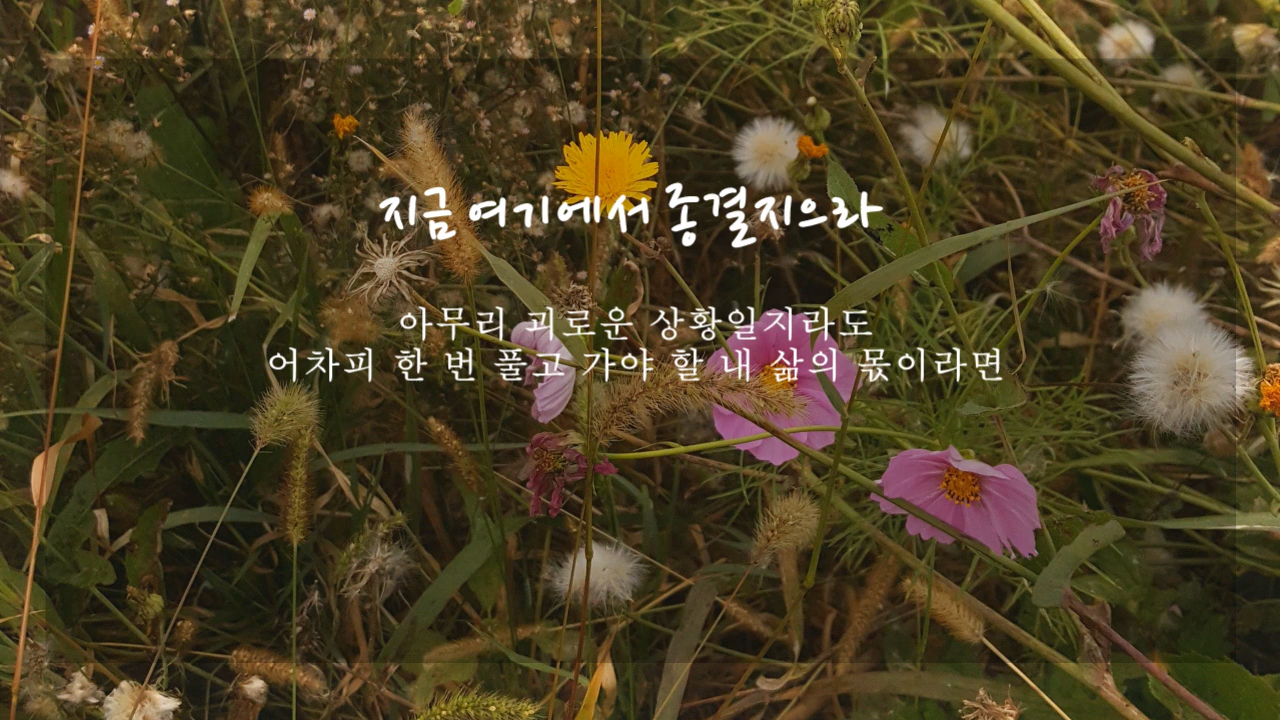 지금 여기에서 종결지으라
아무리 괴로운 상황일지라도
어차피 한 번 풀고 가야 할 내 삶의 몫이라면